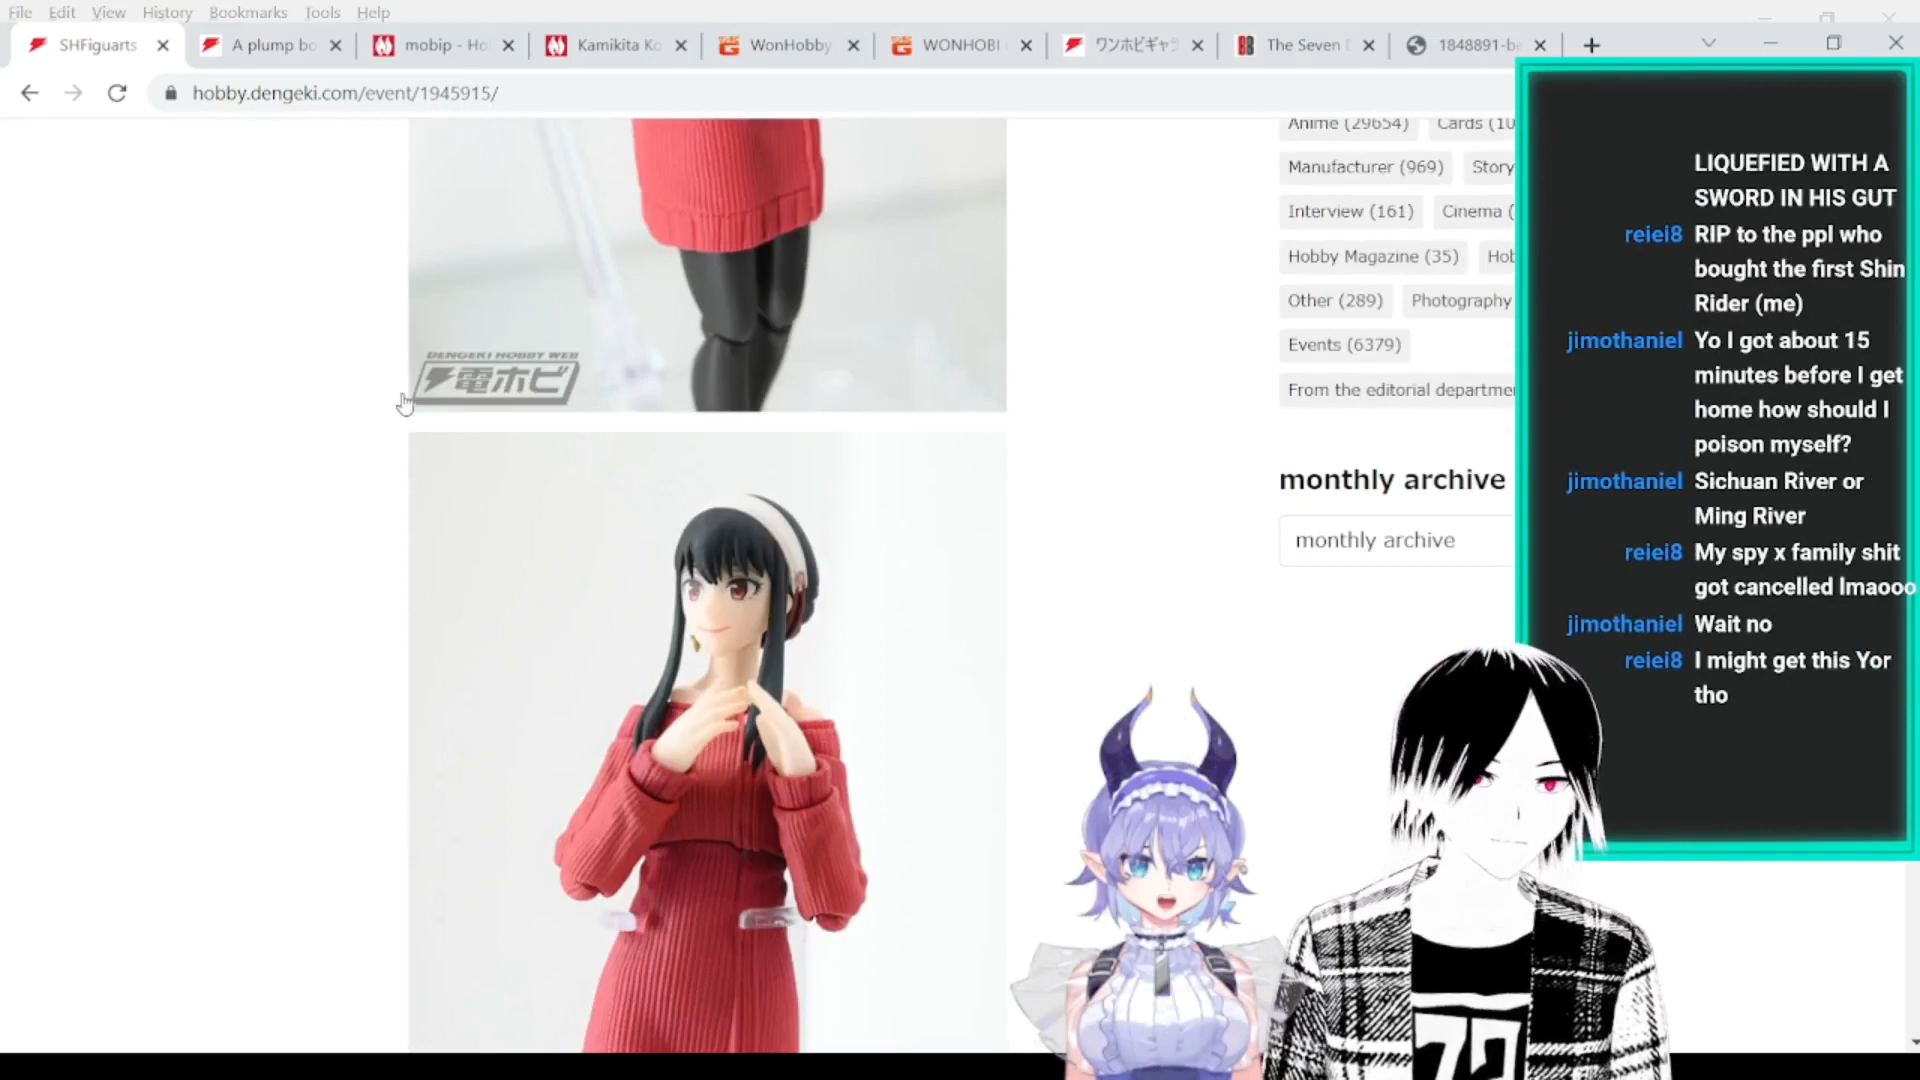 File Edit View History Bookmarks Tools Help
SHFiguarts
A plump bo
mobip - Ho
Kamikita Ko
WonHobby
WONHOBI
ワンホビギャラ
The Seven
1848891-be
hobby.dengeki.com/event/1945915/
Anime (29654) Cards (10
Manufacturer (969) Story
Interview (161) Cinema (
Hobby Magazine (35) Hob
Other (289) Photography
Events (6379)
From the editorial departme
monthly archive
monthly archive
DENGEKI HOBBY WEB
電ホビ
LIQUEFIED WITH A
SWORD IN HIS GUT
reiei8 RIP to the ppl who
bought the first Shin
Rider (me)
jimothaniel Yo I got about 15
minutes before I get
home how should I
poison myself?
jimothaniel Sichuan River or
Ming River
reiei8 My spy x family shit
got cancelled lmaooo
jimothaniel Wait no
reiei8 I might get this Yor
tho